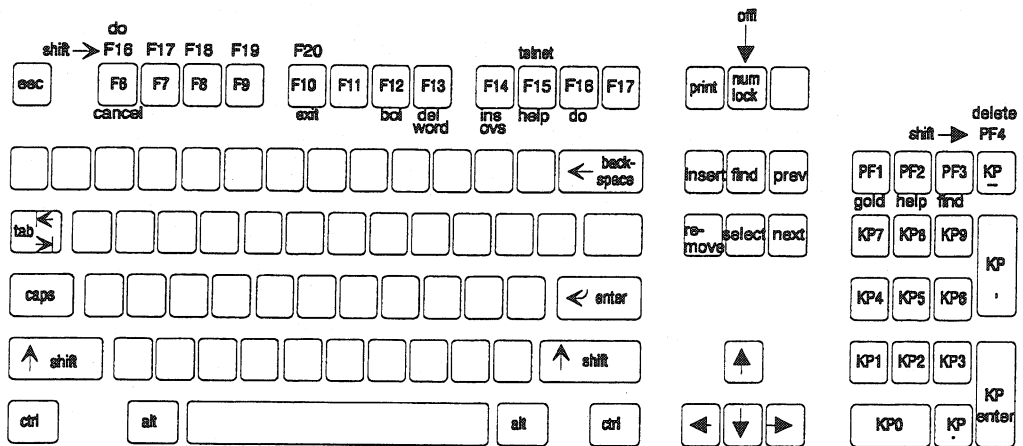 off!
do
shift F16 F17 F18 F19 F20 telnet
esc F6 F7 F8 F9 F10 F11 F12 F13 F14 F15 F16 F17 print num lock
cancel exit bol del word ins ovs help do
delete
shift PF4
back-
space insert find prev PF1 PF2 PF3 KP
–
gold help find
tab re-
move select next KP7 KP8 KP9 KP
,
caps enter KP4 KP5 KP6
shift shift KP1 KP2 KP3 KP
enter
ctrl alt alt ctrl KP0 KP
.